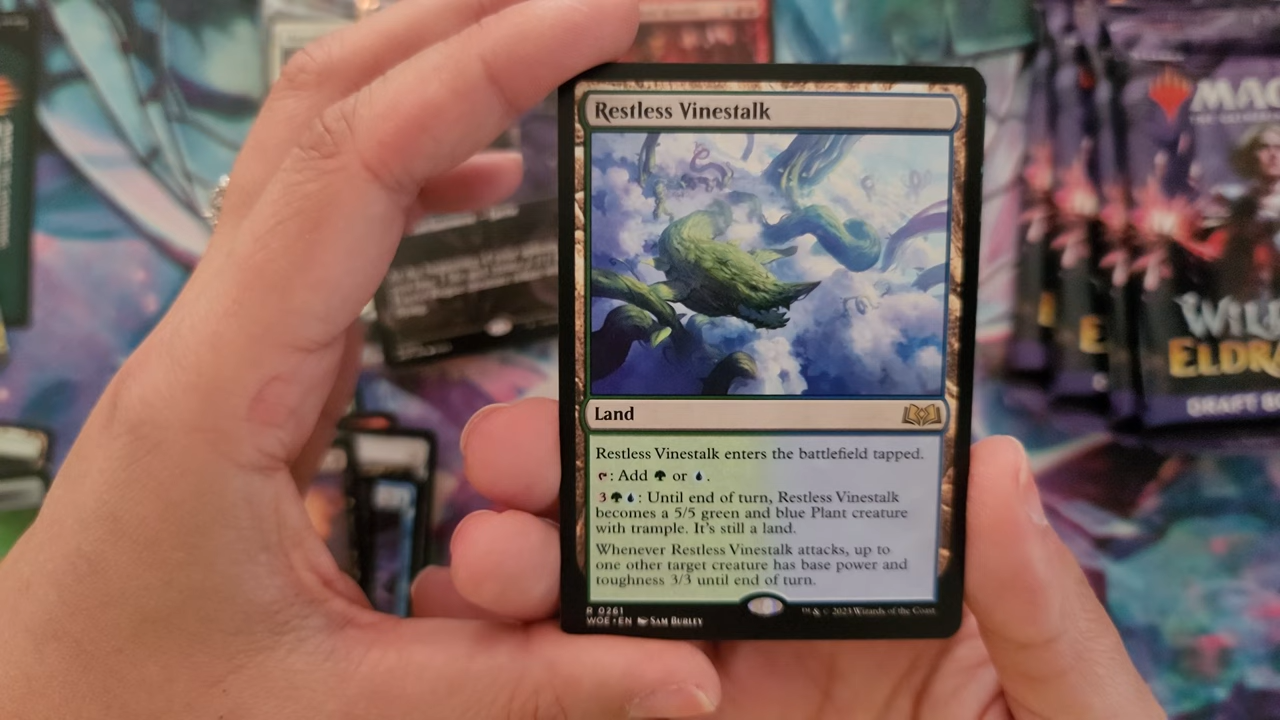 Restless Vinestalk
Land
Restless Vinestalk enters the battlefield tapped.
: Add or .
3 : Until end of turn, Restless Vinestalk
becomes a 5/5 green and blue Plant creature
with trample. It's still a land.
Whenever Restless Vinestalk attacks, up to
one other target creature has base power and
toughness 3/3 until end of turn.
R 0261
WOE • EN SAM BURLEY
™ & © 2023 Wizards of the Coast
MAG
WIL
ELDRA
DRAFT B